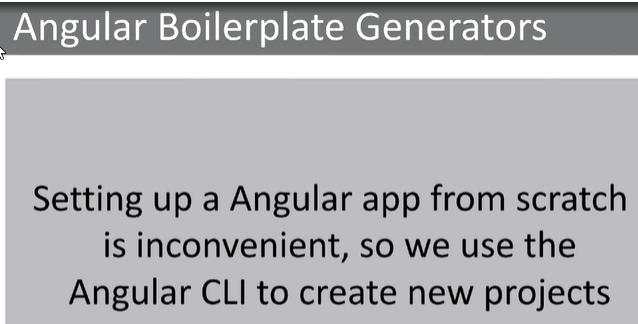 Angular Boilerplate Generators
Setting up a Angular app from scratch
is inconvenient, so we use the
Angular CLI to create new projects